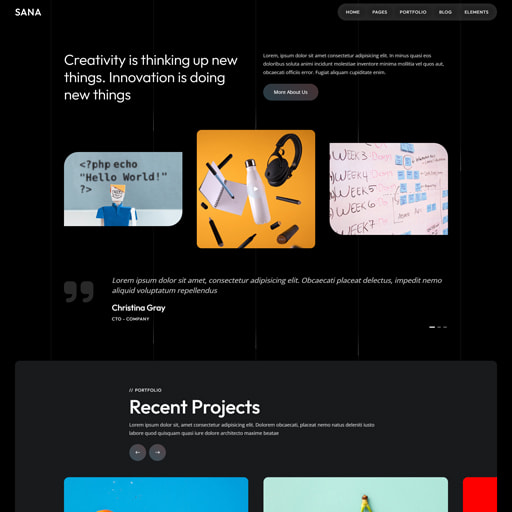 SANA
HOME PAGES PORTFOLIO BLOG ELEMENTS
Creativity is thinking up new
things. Innovation is doing
new things
Lorem, ipsum dolor sit amet consectetur adipisicing elit. In minus quasi eos
doloribus soluta animi incidunt molestiae inventore minima mollitia vel quos aut,
obcaecati officiis error. Fugiat aliquam cupiditate enim.
More About Us
<?php echo
"Hello World!"
?>
WEEK 3
WEEK 4
WEEK 5
WEEK 6
WEEK 7
Lorem ipsum dolor sit amet, consectetur adipisicing elit. Obcaecati placeat delectus, impedit nemo
aliquid voluptatum repellendus
Christina Gray
CTO - COMPANY
// PORTFOLIO
Recent Projects
Lorem ipsum dolor sit amet, consectetur adipisicing elit. Dolorem obcaecati, placeat nemo natus deleniti iusto
labore quod quisquam quasi iure dolore architecto maxime beatae